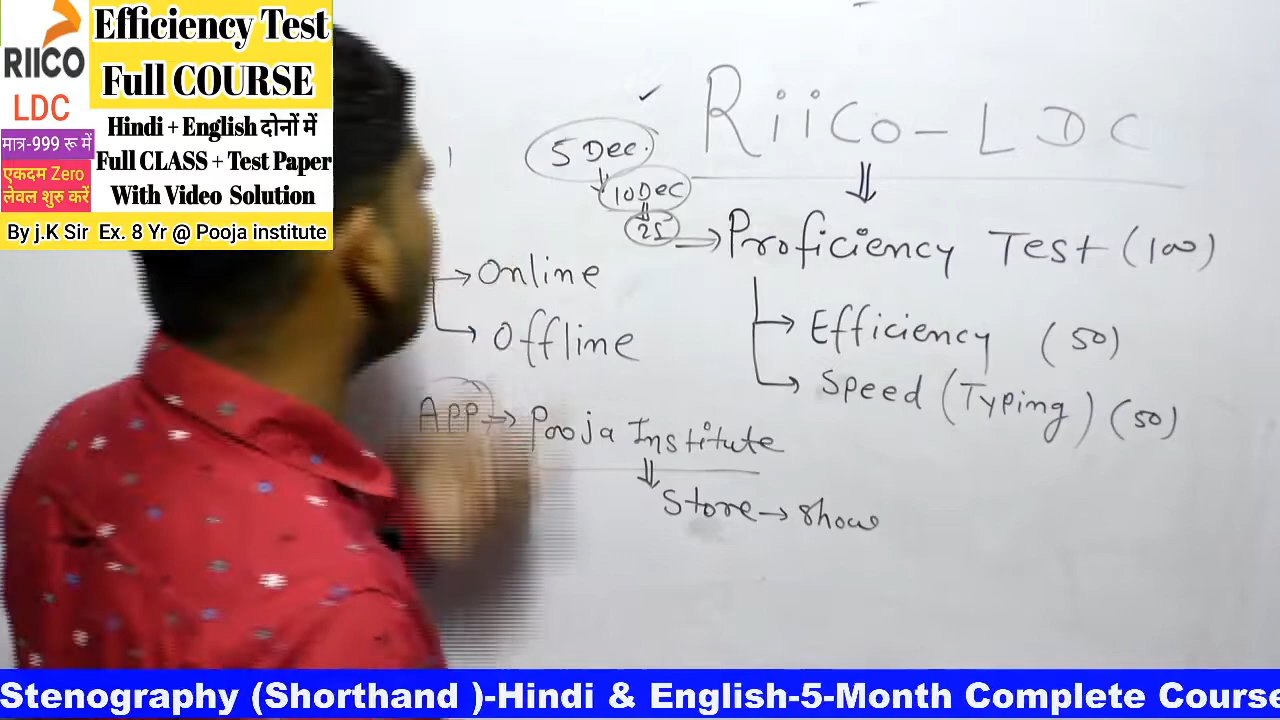 RIICO
LDC
मात्र-999 रू में
एकदम Zero
लेवल शुरु करें
Efficiency Test
Full COURSE
Hindi + English दोनों में
Full CLASS + Test Paper
With Video Solution
By j.K Sir Ex. 8 Yr @ Pooja institute
RiiCo-LDC
5 Dec.
10 Dec
25
Proficiency Test (100)
Online
Offline
Efficiency (50)
Speed (Typing) (50)
APP → Pooja Institute
Store → Show
Stenography (Shorthand )-Hindi & English-5-Month Complete Course